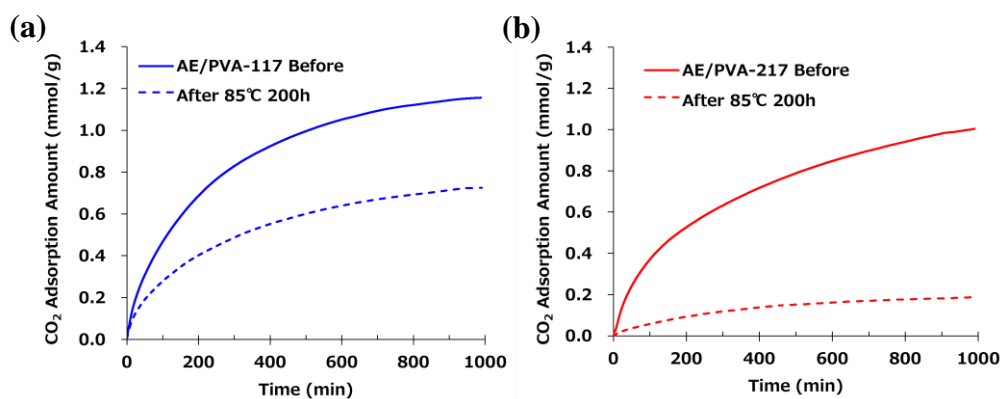 (a)
1.4
1.2
1.0
0.8
0.6
0.4
0.2
0.0
CO₂ Adsorption Amount (mmol/g)
AE/PVA-117 Before
After 85℃ 200h
0 200 400 600 800 1000
Time (min)
(b)
1.4
1.2
1.0
0.8
0.6
0.4
0.2
0.0
CO₂ Adsorption Amount (mmol/g)
AE/PVA-217 Before
After 85℃ 200h
0 200 400 600 800 1000
Time (min)